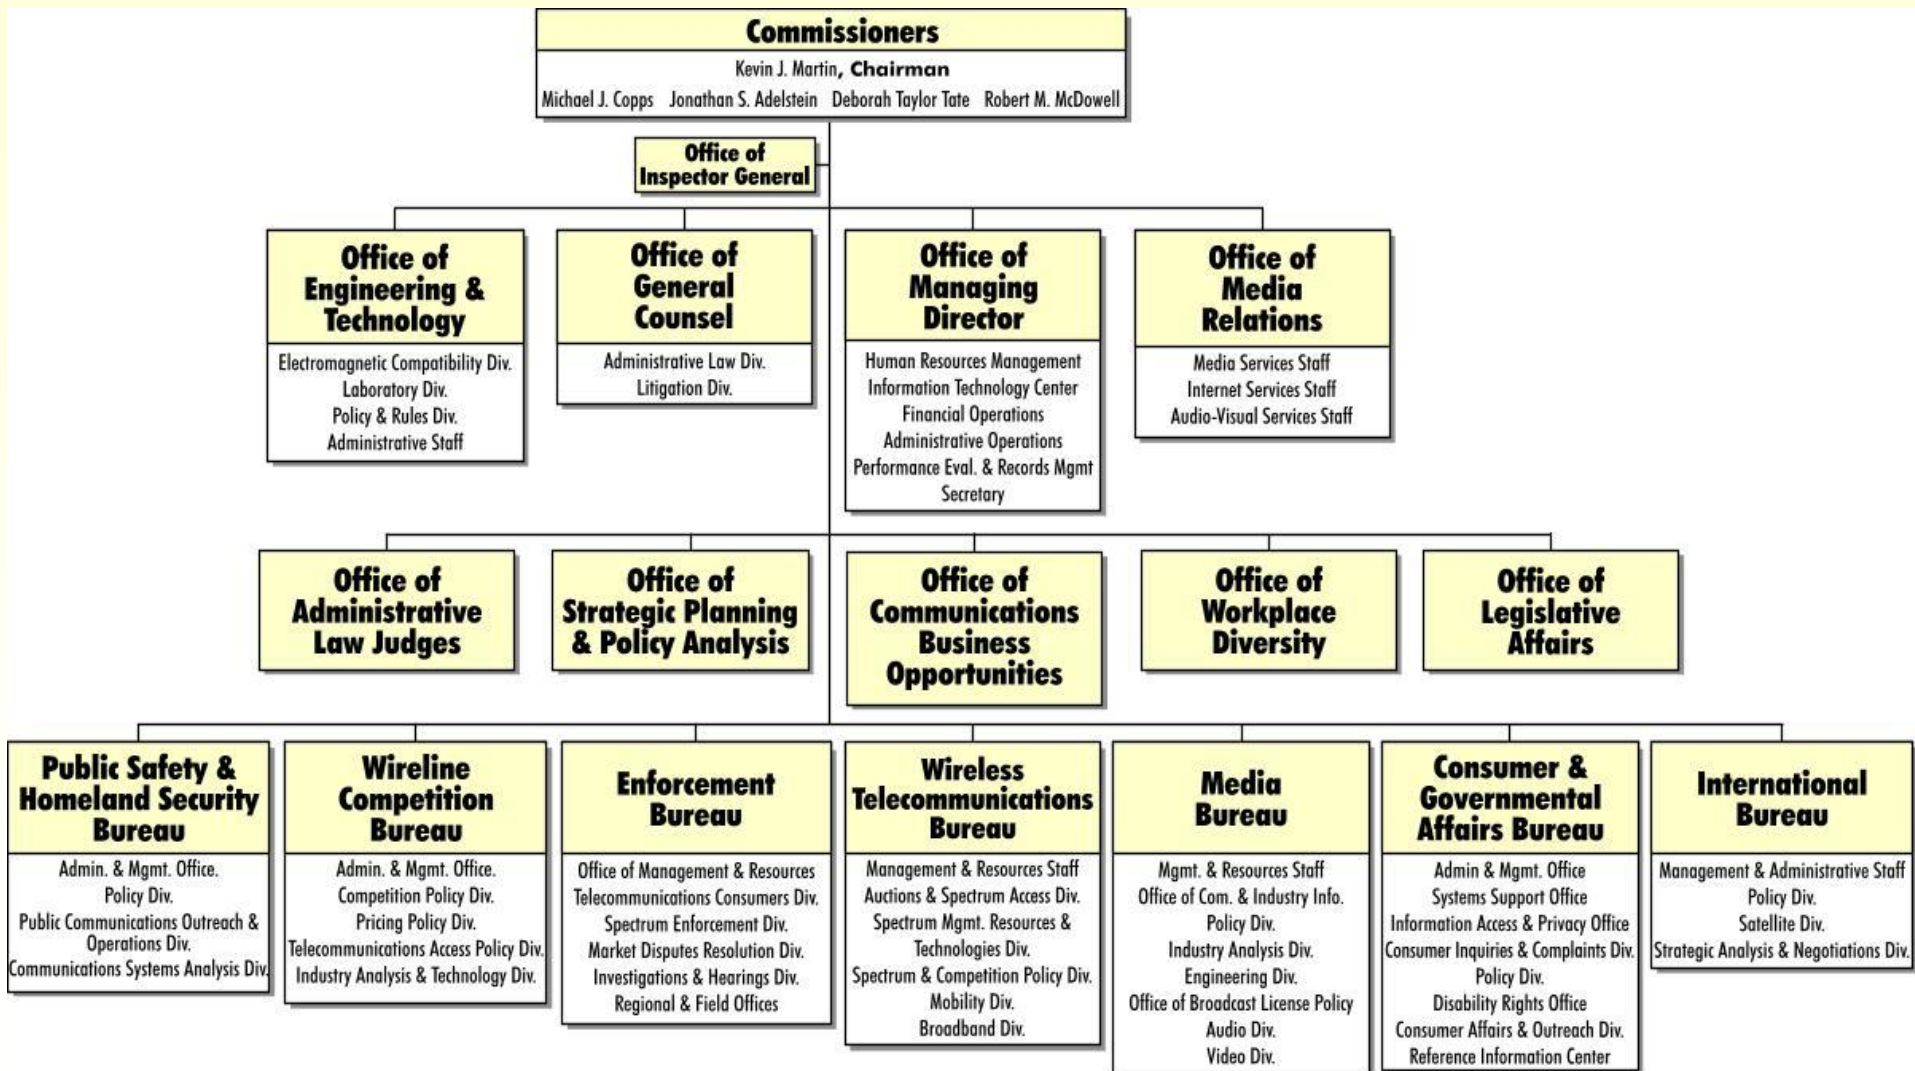 Commissioners
Kevin J. Martin, Chairman
Michael J. Copps Jonathan S. Adelstein Deborah Taylor Tate Robert M. McDowell
Office of
Inspector General
Office of
Engineering &
Technology
Electromagnetic Compatibility Div.
Laboratory Div.
Policy & Rules Div.
Administrative Staff
Office of
General
Counsel
Administrative Law Div.
Litigation Div.
Office of
Managing
Director
Human Resources Management
Information Technology Center
Financial Operations
Administrative Operations
Performance Eval. & Records Mgmt
Secretary
Office of
Media
Relations
Media Services Staff
Internet Services Staff
Audio-Visual Services Staff
Office of
Administrative
Law Judges
Office of
Strategic Planning
& Policy Analysis
Office of
Communications
Business
Opportunities
Office of
Workplace
Diversity
Office of
Legislative
Affairs
Public Safety &
Homeland Security
Bureau
Admin. & Mgmt. Office.
Policy Div.
Public Communications Outreach &
Operations Div.
Communications Systems Analysis Div.
Wireline
Competition
Bureau
Admin. & Mgmt. Office.
Competition Policy Div.
Pricing Policy Div.
Telecommunications Access Policy Div.
Industry Analysis & Technology Div.
Enforcement
Bureau
Office of Management & Resources
Telecommunications Consumers Div.
Spectrum Enforcement Div.
Market Disputes Resolution Div.
Investigations & Hearings Div.
Regional & Field Offices
Wireless
Telecommunications
Bureau
Management & Resources Staff
Auctions & Spectrum Access Div.
Spectrum Mgmt. Resources &
Technologies Div.
Spectrum & Competition Policy Div.
Mobility Div.
Broadband Div.
Media
Bureau
Mgmt. & Resources Staff
Office of Com. & Industry Info.
Policy Div.
Industry Analysis Div.
Engineering Div.
Office of Broadcast License Policy
Audio Div.
Video Div.
Consumer &
Governmental
Affairs Bureau
Admin & Mgmt. Office
Systems Support Office
Information Access & Privacy Office
Consumer Inquiries & Complaints Div.
Policy Div.
Disability Rights Office
Consumer Affairs & Outreach Div.
Reference Information Center
International
Bureau
Management & Administrative Staff
Policy Div.
Satellite Div.
Strategic Analysis & Negotiations Div.